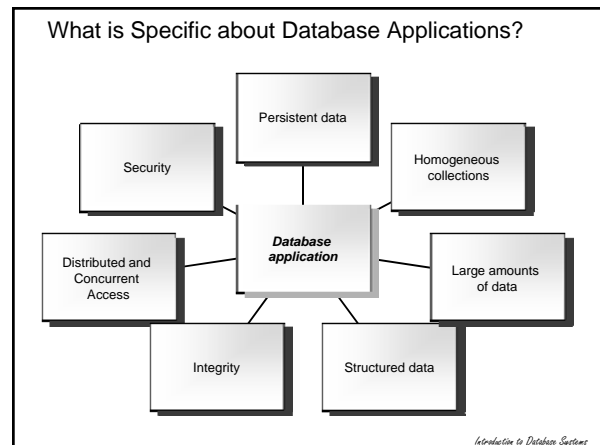 What is Specific about Database Applications?
Persistent data
Security
Homogeneous
collections
Database
application
Distributed and
Concurrent
Access
Large amounts
of data
Integrity
Structured data
Introduction to Database Systems